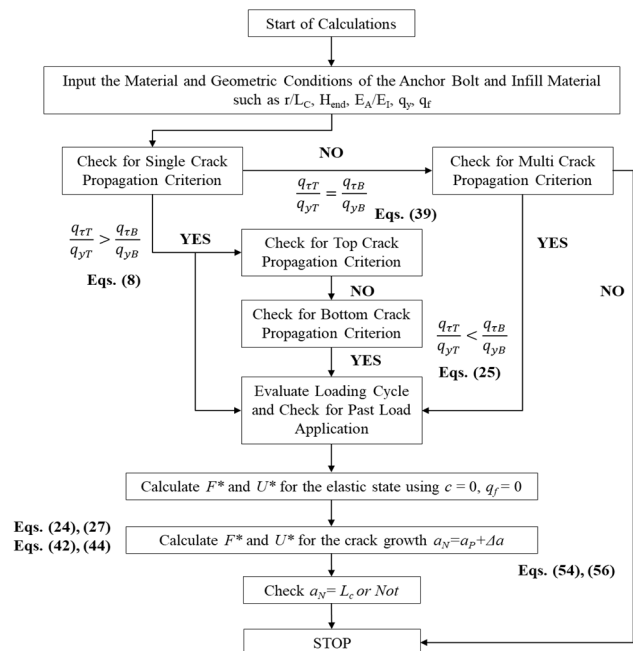 Start of Calculations
Input the Material and Geometric Conditions of the Anchor Bolt and Infill Material
such as r/L_C, H_end, E_A/E_I, q_y, q_f
Check for Single Crack
Propagation Criterion
NO
q_τT/q_yT = q_τB/q_yB
Eqs. (39)
Check for Multi Crack
Propagation Criterion
q_τT/q_yT > q_τB/q_yB
Eqs. (8)
YES
Check for Top Crack
Propagation Criterion
YES
NO
NO
Check for Bottom Crack
Propagation Criterion
q_τT/q_yT < q_τB/q_yB
Eqs. (25)
YES
Evaluate Loading Cycle
and Check for Past Load
Application
Calculate F* and U* for the elastic state using c = 0, q_f = 0
Eqs. (24), (27)
Eqs. (42), (44)
Calculate F* and U* for the crack growth a_N=a_P+Δa
Eqs. (54), (56)
Check a_N= L_c or Not
STOP